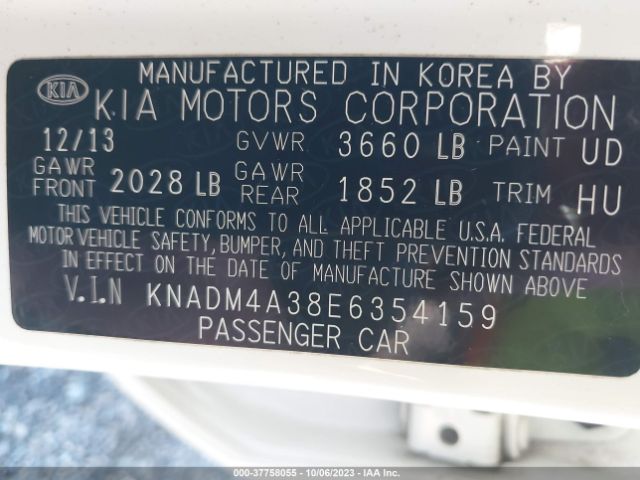 KIA MANUFACTURED IN KOREA BY
KIA MOTORS CORPORATION
12/13 GVWR 3660 LB PAINT UD
GAWR FRONT 2028 LB GAWR REAR 1852 LB TRIM HU
THIS VEHICLE CONFORMS TO ALL APPLICABLE U.S.A. FEDERAL
MOTOR VEHICLE SAFETY, BUMPER, AND THEFT PREVENTION STANDARDS
IN EFFECT ON THE DATE OF MANUFACTURE SHOWN ABOVE
V.I.N KNADM4A38E6354159
PASSENGER CAR
000-37758055 - 10/06/2023 - IAA Inc.